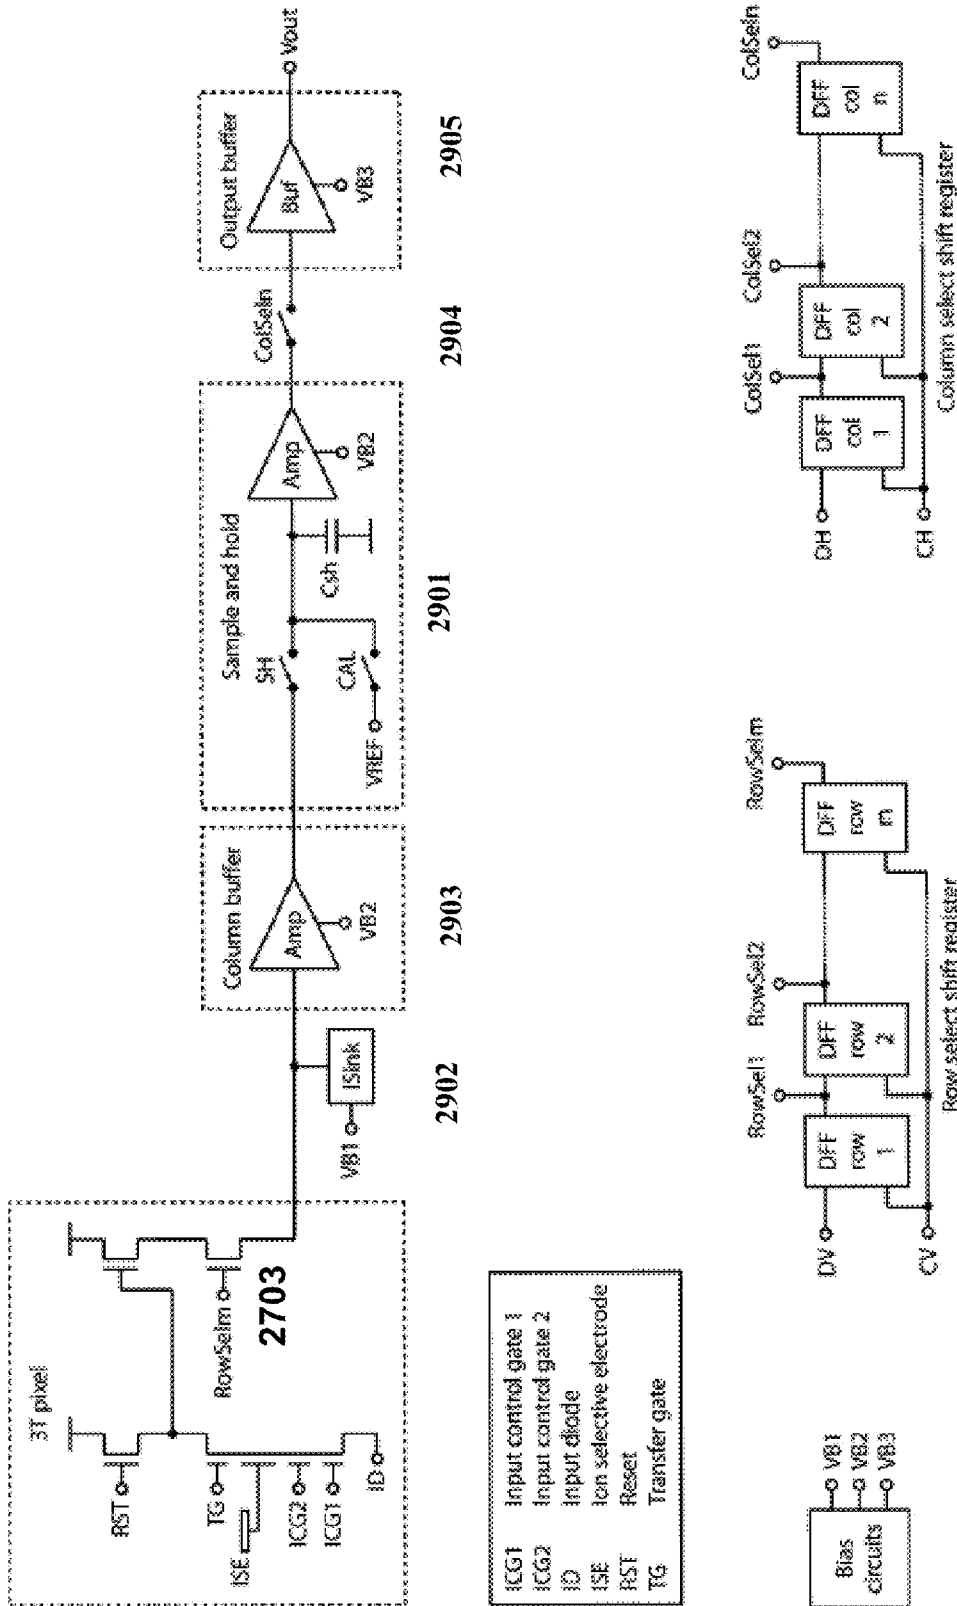 3T pixel
RST
TG
ISE
ICG2
ICG1
ID
RowSelm
2703
VB1
ISink
2902
Column buffer
Amp
VB2
2903
Sample and hold
SH
CAL
VREF
Csh
Amp
VB2
2901
ColSeln
2904
Output buffer
Buf
VB3
Vout
2905
ICG1 Input control gate 1
ICG2 Input control gate 2
ID Input diode
ISE Ion selective electrode
RST Reset
TG Transfer gate
Bias
circuits
VB1
VB2
VB3
DV
CV
DFF
row
1
RowSel1
DFF
row
2
RowSel2
DFF
row
m
RowSelm
Row select shift register
DH
CH
DFF
col
1
ColSel1
DFF
col
2
ColSel2
DFF
col
n
ColSeln
Column select shift register